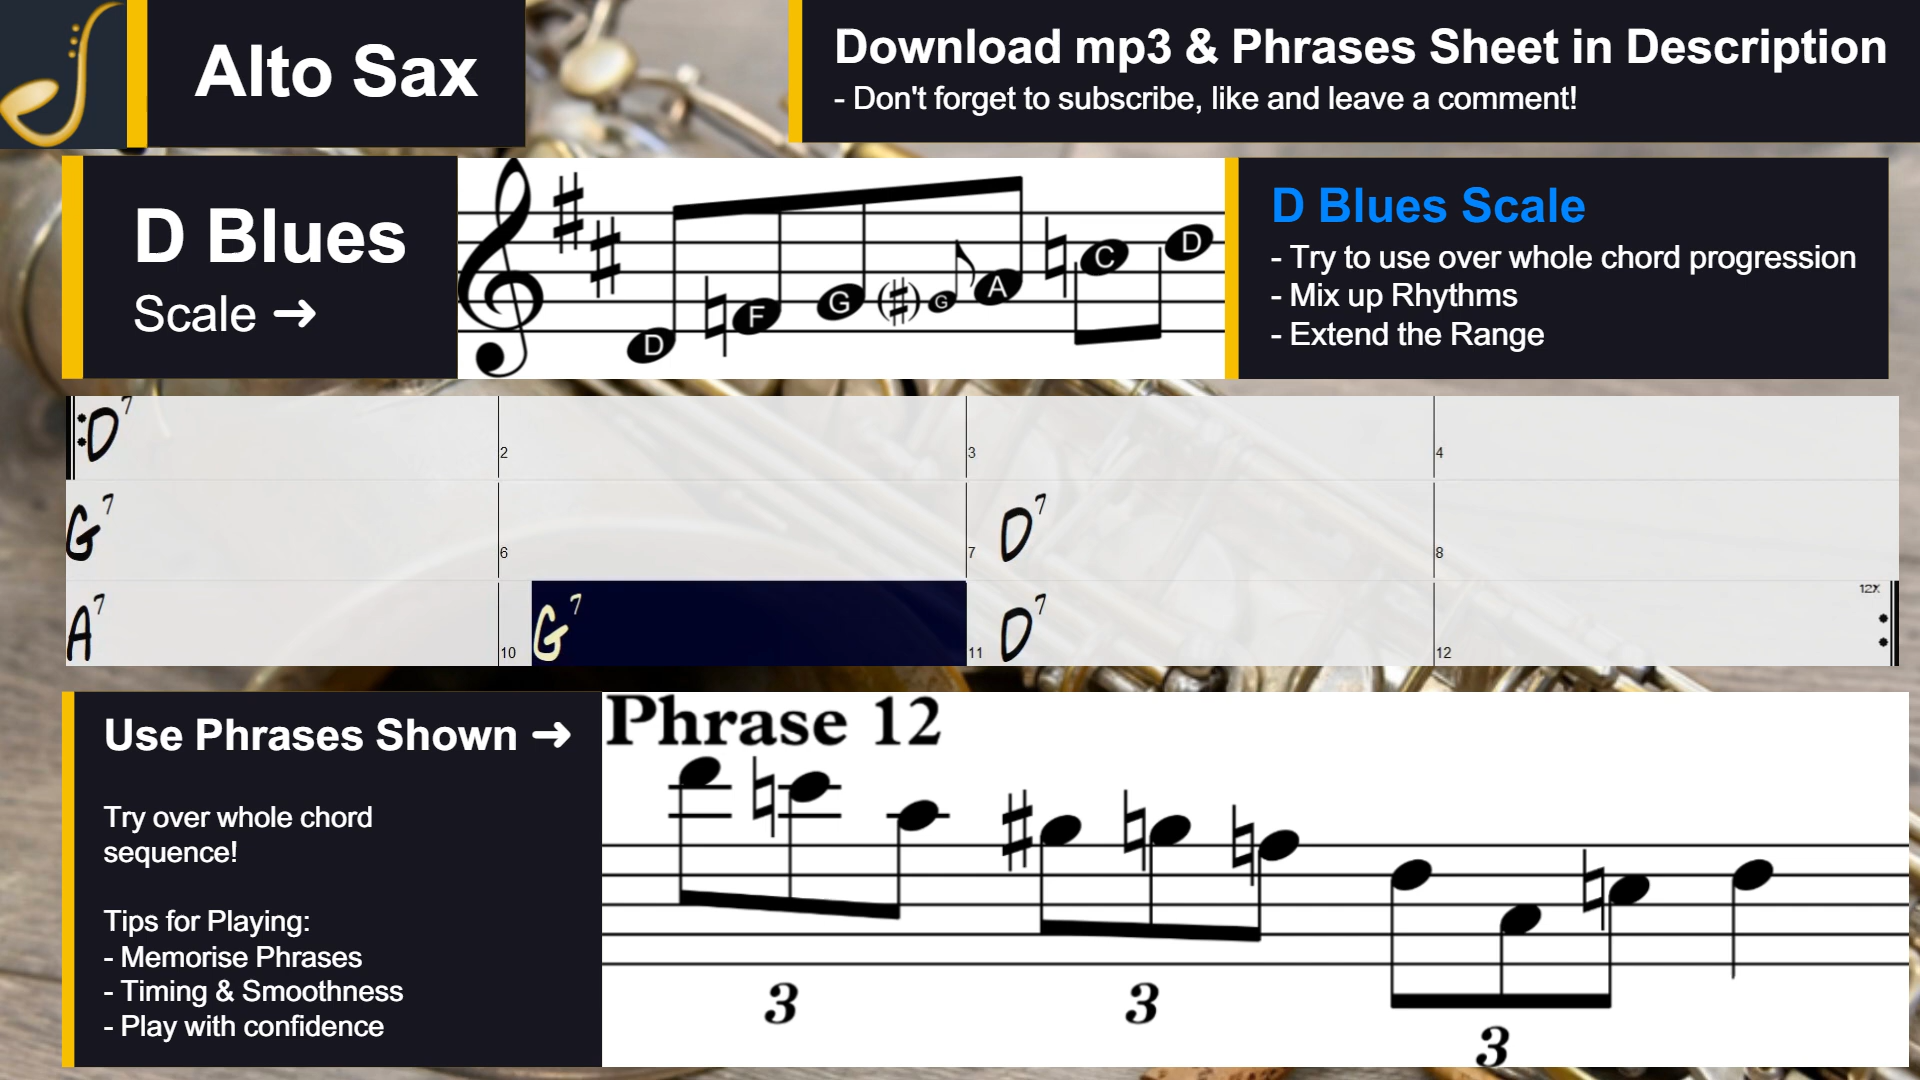 Alto Sax
Download mp3 & Phrases Sheet in Description
- Don't forget to subscribe, like and leave a comment!
D Blues
Scale ➜
D F G (♯) G A C D
D Blues Scale
- Try to use over whole chord progression
- Mix up Rhythms
- Extend the Range
D7 2 3 4
G7 6 7 D7 8
A7 10 G7 11 D7 12 12x
Use Phrases Shown ➜
Try over whole chord
sequence!
Tips for Playing:
- Memorise Phrases
- Timing & Smoothness
- Play with confidence
Phrase 12
3 3 3